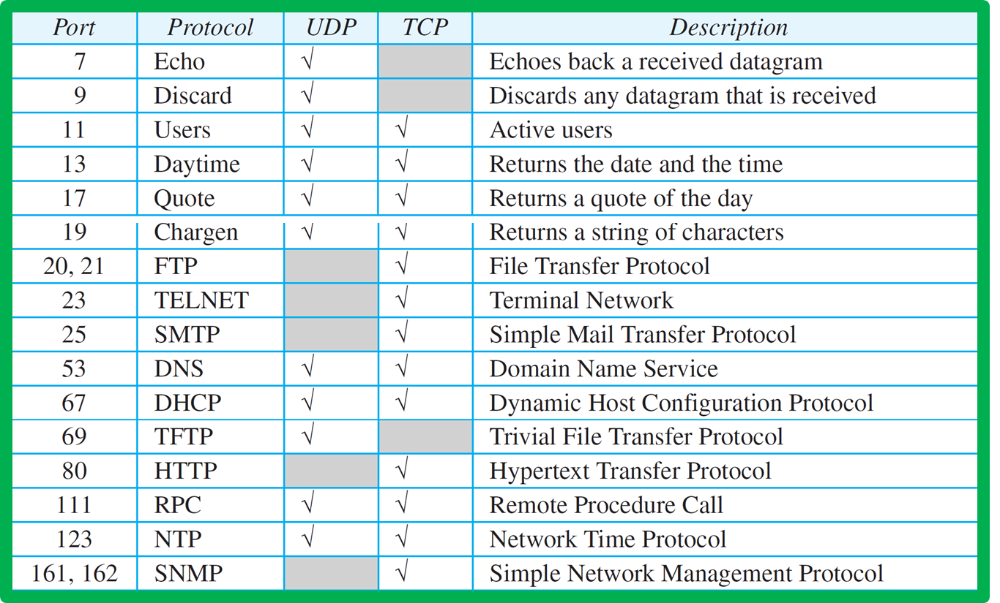 Port Protocol UDP TCP Description
7 Echo √ Echoes back a received datagram
9 Discard √ Discards any datagram that is received
11 Users √ √ Active users
13 Daytime √ √ Returns the date and the time
17 Quote √ √ Returns a quote of the day
19 Chargen √ √ Returns a string of characters
20, 21 FTP √ File Transfer Protocol
23 TELNET √ Terminal Network
25 SMTP √ Simple Mail Transfer Protocol
53 DNS √ √ Domain Name Service
67 DHCP √ √ Dynamic Host Configuration Protocol
69 TFTP √ Trivial File Transfer Protocol
80 HTTP √ Hypertext Transfer Protocol
111 RPC √ √ Remote Procedure Call
123 NTP √ √ Network Time Protocol
161, 162 SNMP √ Simple Network Management Protocol